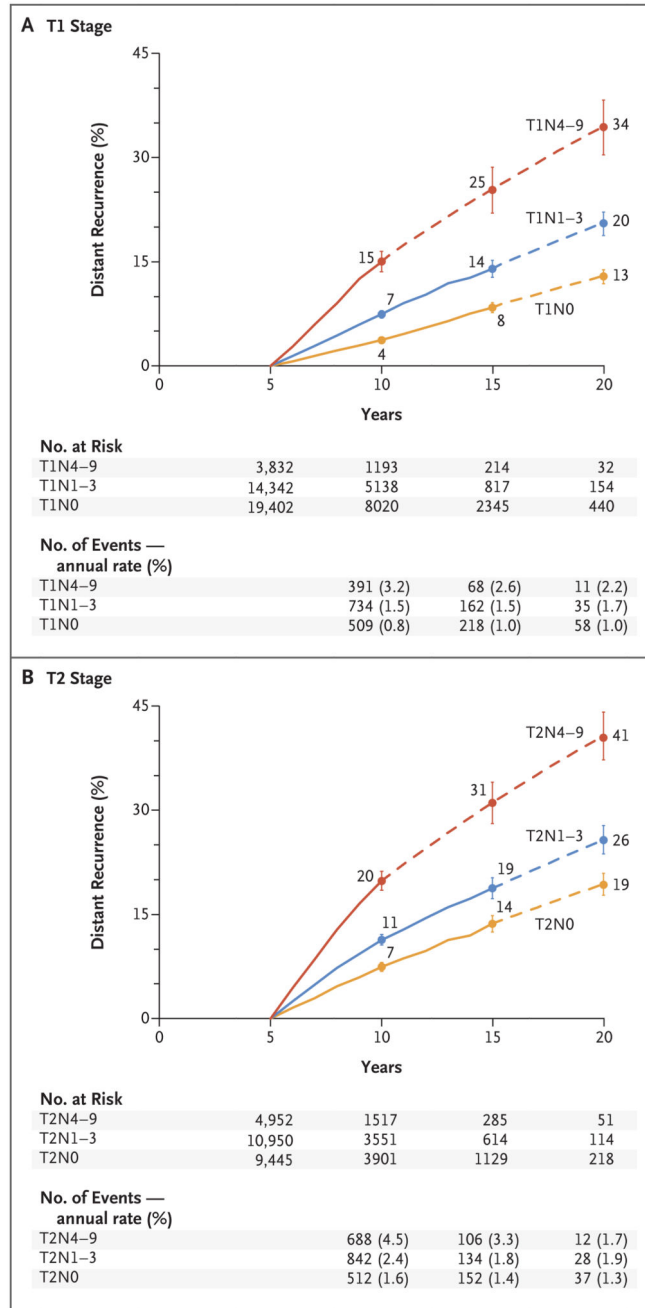 A T1 Stage
45
30
15
0
Distant Recurrence (%)
T1N4–9
34
25
15
T1N1–3
20
14
7
13
T1N0
8
4
0
5
10
15
20
Years
No. at Risk
T1N4–9 3,832 1193 214 32
T1N1–3 14,342 5138 817 154
T1N0 19,402 8020 2345 440
No. of Events —
annual rate (%)
T1N4–9 391 (3.2) 68 (2.6) 11 (2.2)
T1N1–3 734 (1.5) 162 (1.5) 35 (1.7)
T1N0 509 (0.8) 218 (1.0) 58 (1.0)
B T2 Stage
45
30
15
0
Distant Recurrence (%)
T2N4–9
41
31
20
T2N1–3
26
19
11
19
14
T2N0
7
0
5
10
15
20
Years
No. at Risk
T2N4–9 4,952 1517 285 51
T2N1–3 10,950 3551 614 114
T2N0 9,445 3901 1129 218
No. of Events —
annual rate (%)
T2N4–9 688 (4.5) 106 (3.3) 12 (1.7)
T2N1–3 842 (2.4) 134 (1.8) 28 (1.9)
T2N0 512 (1.6) 152 (1.4) 37 (1.3)